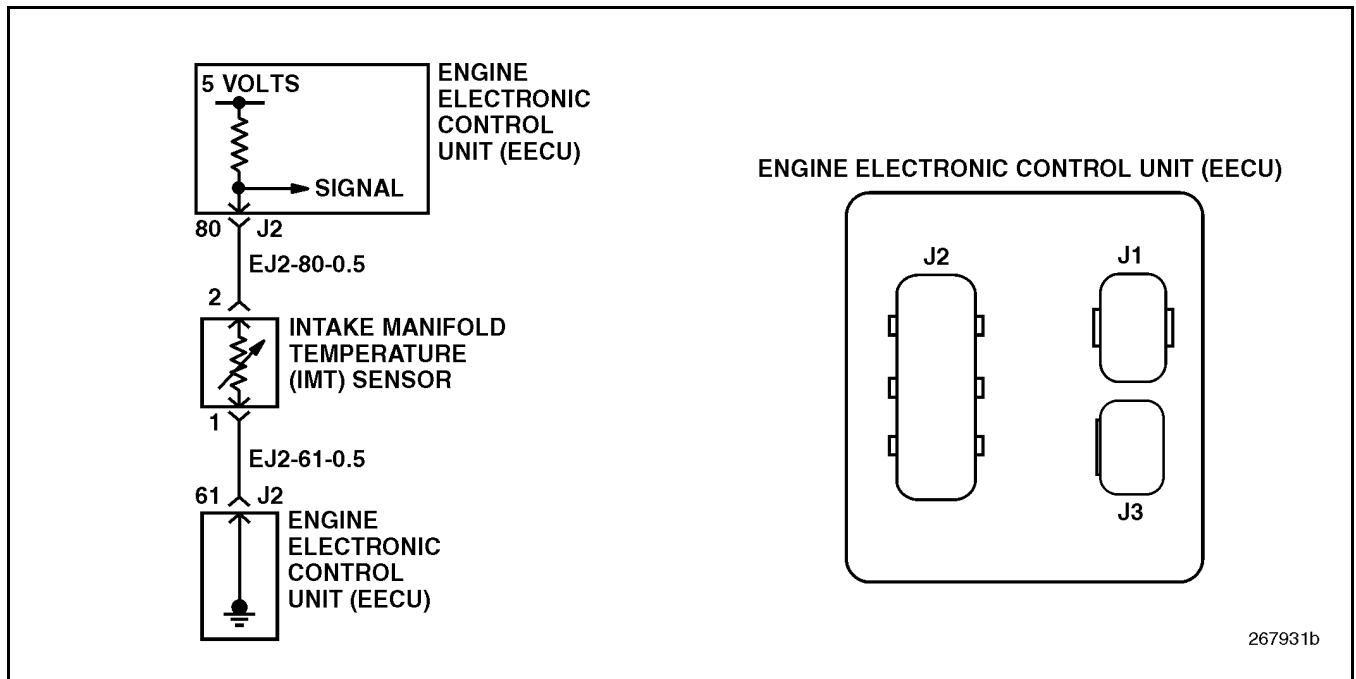 5 VOLTS
ENGINE
ELECTRONIC
CONTROL
UNIT (EECU)
SIGNAL
80 J2
EJ2-80-0.5
2
INTAKE MANIFOLD
TEMPERATURE
(IMT) SENSOR
1
EJ2-61-0.5
61 J2
ENGINE
ELECTRONIC
CONTROL
UNIT (EECU)
ENGINE ELECTRONIC CONTROL UNIT (EECU)
J2
J1
J3
267931b